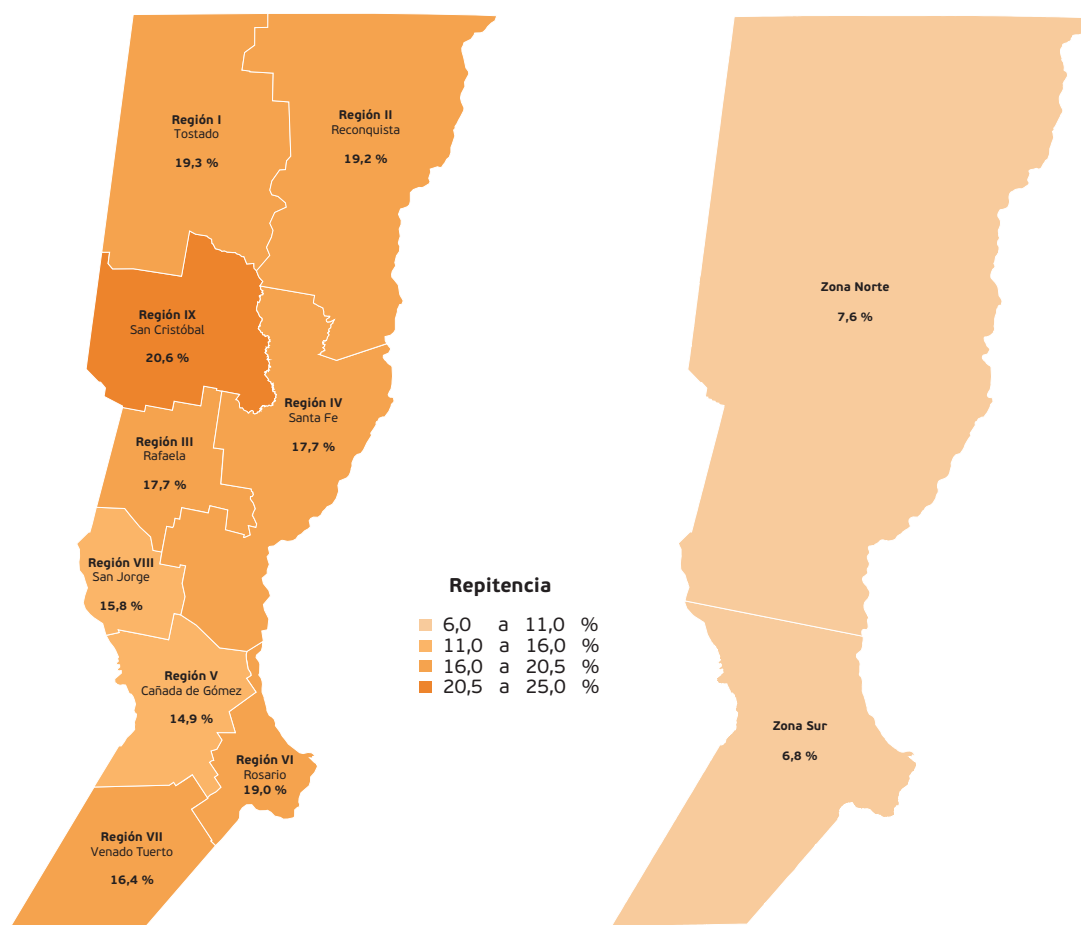 Región I
Tostado
19,3 %
Región II
Reconquista
19,2 %
Región IX
San Cristóbal
20,6 %
Región IV
Santa Fe
17,7 %
Región III
Rafaela
17,7 %
Región VIII
San Jorge
15,8 %
Región V
Cañada de Gómez
14,9 %
Región VI
Rosario
19,0 %
Región VII
Venado Tuerto
16,4 %
Repitencia
6,0 a 11,0 %
11,0 a 16,0 %
16,0 a 20,5 %
20,5 a 25,0 %
Zona Norte
7,6 %
Zona Sur
6,8 %